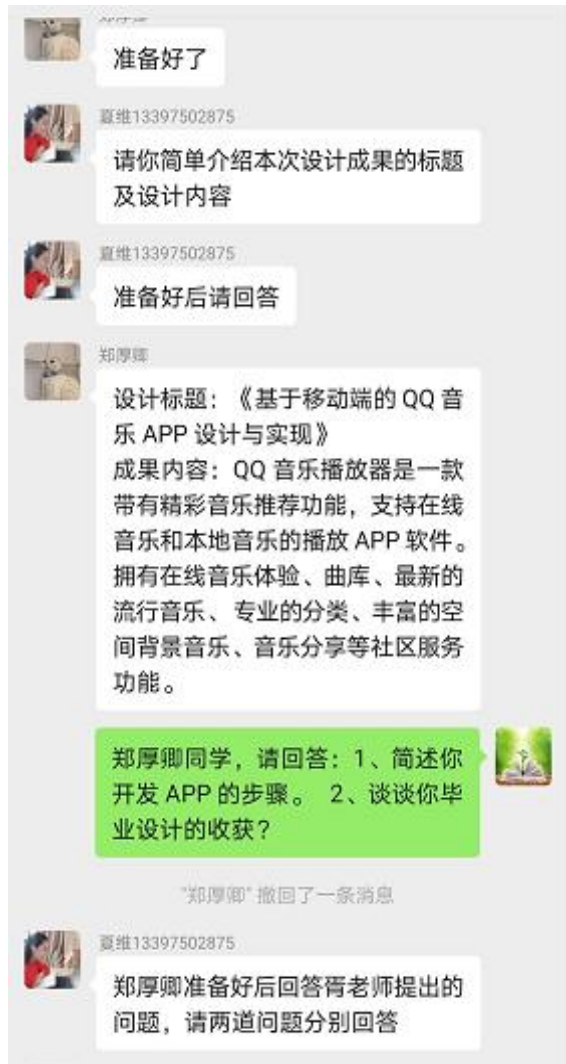 准备好了
夏维13397502875
请你简单介绍本次设计成果的标题
及设计内容
夏维13397502875
准备好后请回答
郑厚卿
设计标题：《基于移动端的 QQ 音
乐 APP 设计与实现》
成果内容：QQ 音乐播放器是一款
带有精彩音乐推荐功能，支持在线
音乐和本地音乐的播放 APP 软件。
拥有在线音乐体验、曲库、最新的
流行音乐、 专业的分类、丰富的空
间背景音乐、音乐分享等社区服务
功能。
郑厚卿同学，请回答：1、简述你
开发 APP 的步骤。 2、谈谈你毕
业设计的收获？
"郑厚卿" 撤回了一条消息
夏维13397502875
郑厚卿准备好后回答胥老师提出的
问题，请两道问题分别回答